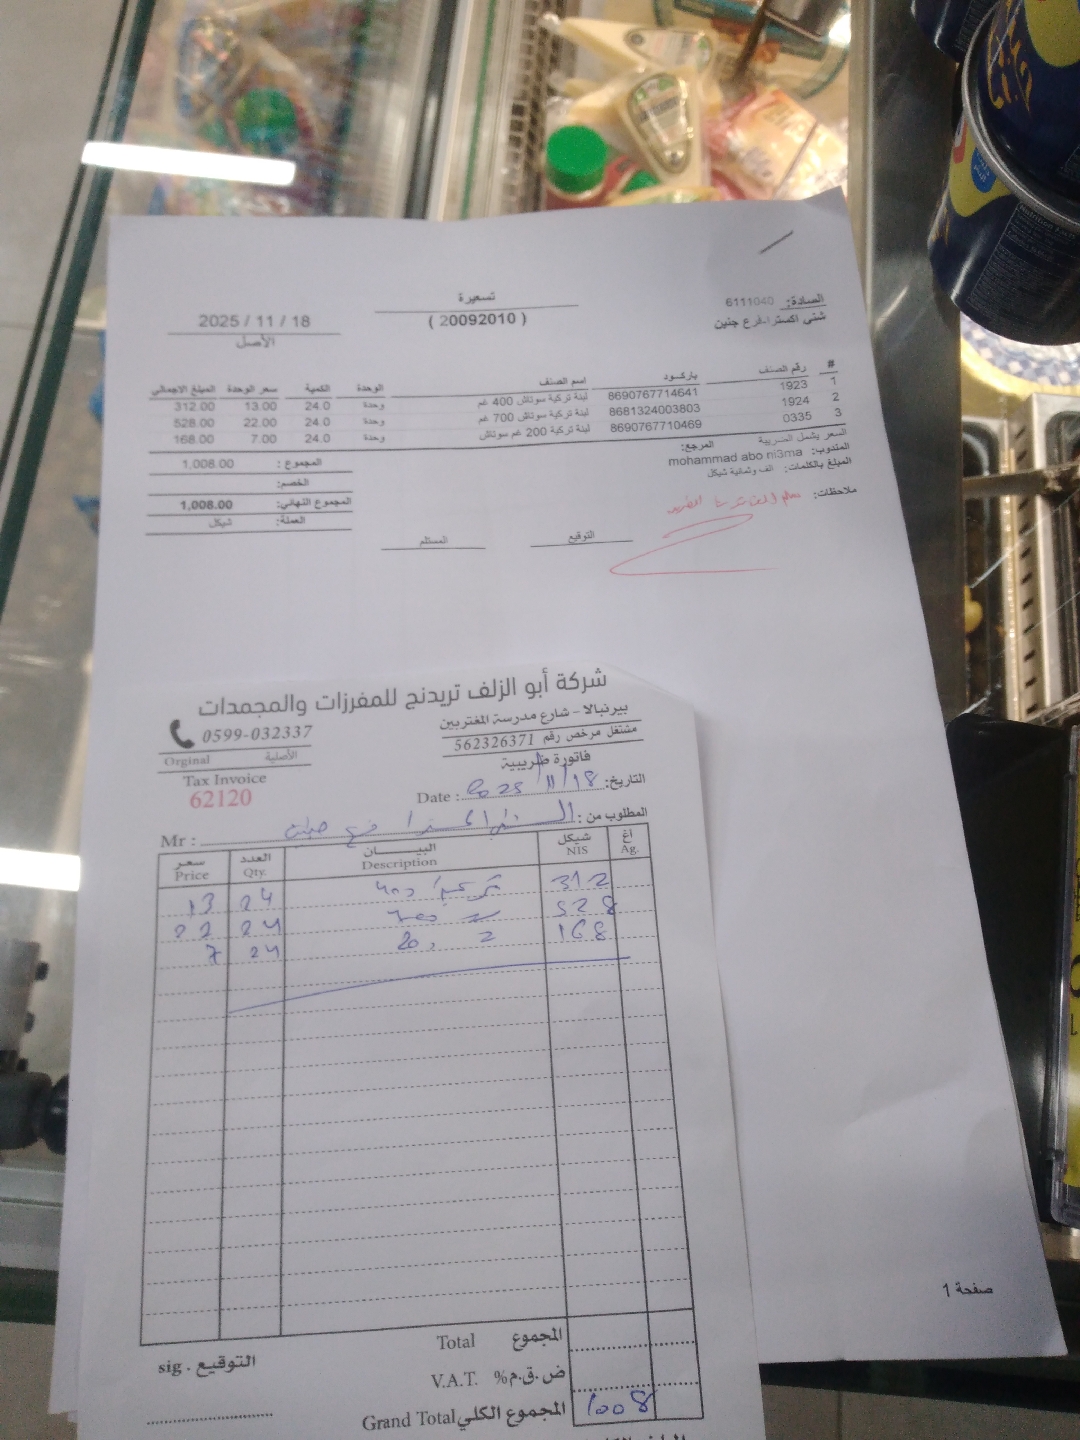 تسعيرة
( 20092010 )
2025 / 11 / 18
الأصل
السادة: 6111040
شني اكسترا-فرع جنين
# رقم الصنف باركود اسم الصنف الوحدة الكمية سعر الوحدة المبلغ الاجمالي
1 1923 8690767714641 لبنة تركية سوتاش 400 غم وحدة 24.0 13.00 312.00
2 1924 8681324003803 لبنة تركية سوتاش 700 غم وحدة 24.0 22.00 528.00
3 0335 8690767710469 لبنة تركية 200 غم سوتاش وحدة 24.0 7.00 168.00
السعر يشمل الضريبة
المرجع:
المندوب: mohammad abo ni3ma
المبلغ بالكلمات: الف وثمانية شيكل
المجموع : 1,008.00
الخصم:
المجموع النهائي: 1,008.00
العملة: شيكل
ملاحظات:
التوقيع
المستلم
شركة أبو الزلف تريدنج للمفرزات والمجمدات
بيرنبالا - شارع مدرسة المغتربين
0599-032337
مشتغل مرخص رقم 562326371
Orginal الأصلية
فاتورة ضريبية
Tax Invoice
62120
التاريخ: 2025/11/18 Date :
المطلوب من : Mr :
سعر Price العدد Qty. البيـــان Description شيكل NIS اغ Ag.
13 24 400 312
22 24 528
7 24 200 168
المجموع Total
ض.ق.م% V.A.T.
المجموع الكلي Grand Total 1008
التوقيع . sig
صفحة 1